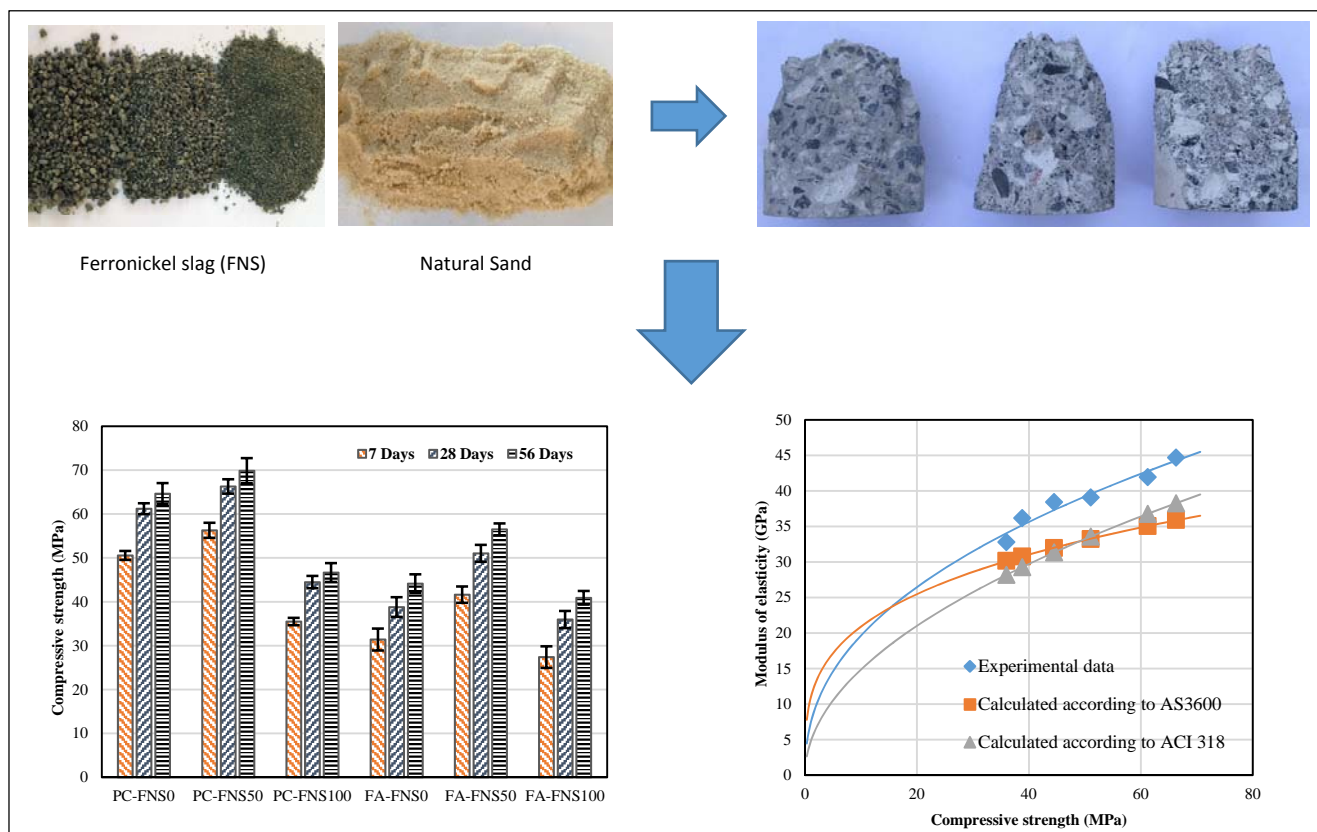 Ferronickel slag (FNS)
Natural Sand
Compressive strength (MPa)
80
70
60
50
40
30
20
10
0
7 Days
28 Days
56 Days
PC-FNS0
PC-FNS50
PC-FNS100
FA-FNS0
FA-FNS50
FA-FNS100
Modulus of elasticity (GPa)
50
45
40
35
30
25
20
15
10
5
0
Experimental data
Calculated according to AS3600
Calculated according to ACI 318
0
20
40
60
80
Compressive strength (MPa)